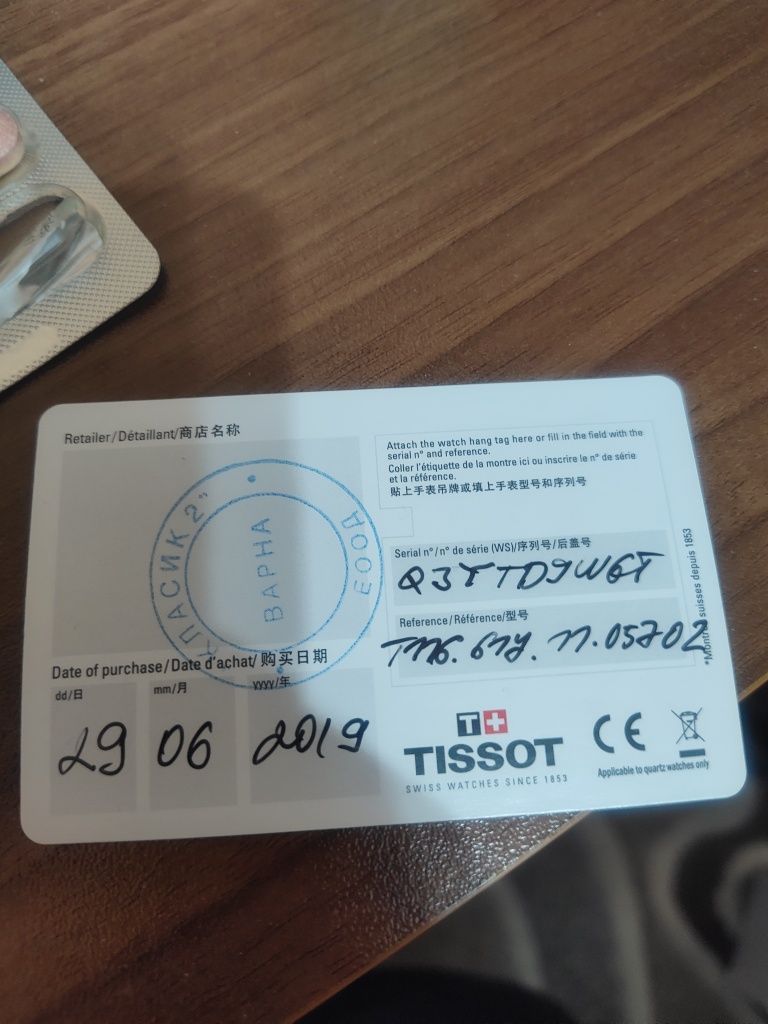 Retailer/Détaillant/商店名称
КЛАСИК 2"
ВАРНА
ЕООД
Attach the watch hang tag here or fill in the field with the
serial n° and reference.
Coller l'étiquette de la montre ici ou inscrire le n° de série
et la référence.
貼上手表吊牌或填上手表型号和序列号
Serial n°/n° de série (WS)/序列号/后盖号
Reference/Référence/型号
suisses depuis 1853
Date of purchase/Date d'achat/购买日期
dd/日
mm/月
yyyy/年
29 06 2019
T+
TISSOT
SWISS WATCHES SINCE 1853
CE
Applicable to quartz watches only